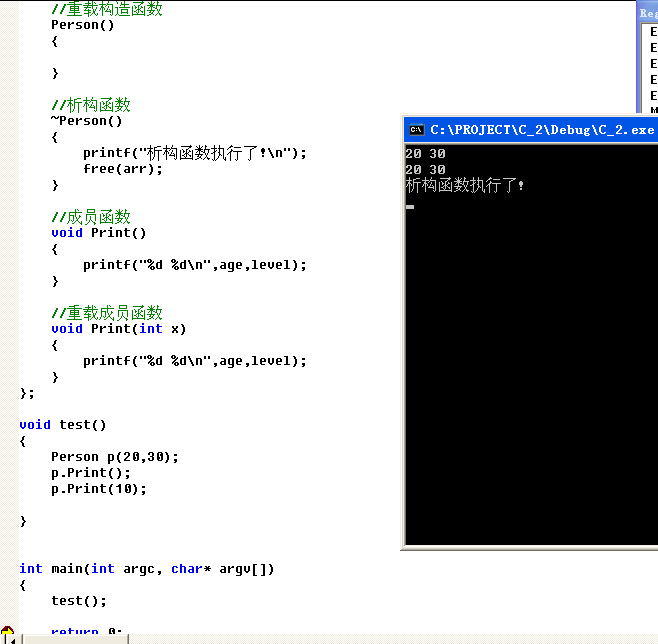 //重载构造函数
Person()
{
}
//析构函数
~Person()
{
printf("析构函数执行了!\n");
free(arr);
}
//成员函数
void Print()
{
printf("%d %d\n",age,level);
}
//重载成员函数
void Print(int x)
{
printf("%d %d\n",age,level);
}
};
void test()
{
Person p(20,30);
p.Print();
p.Print(10);
}
int main(int argc, char* argv[])
{
test();
return 0;
Reg
E
E
E
E
M
C:\PROJECT\C_2\Debug\C_2.exe
20 30
20 30
析构函数执行了!